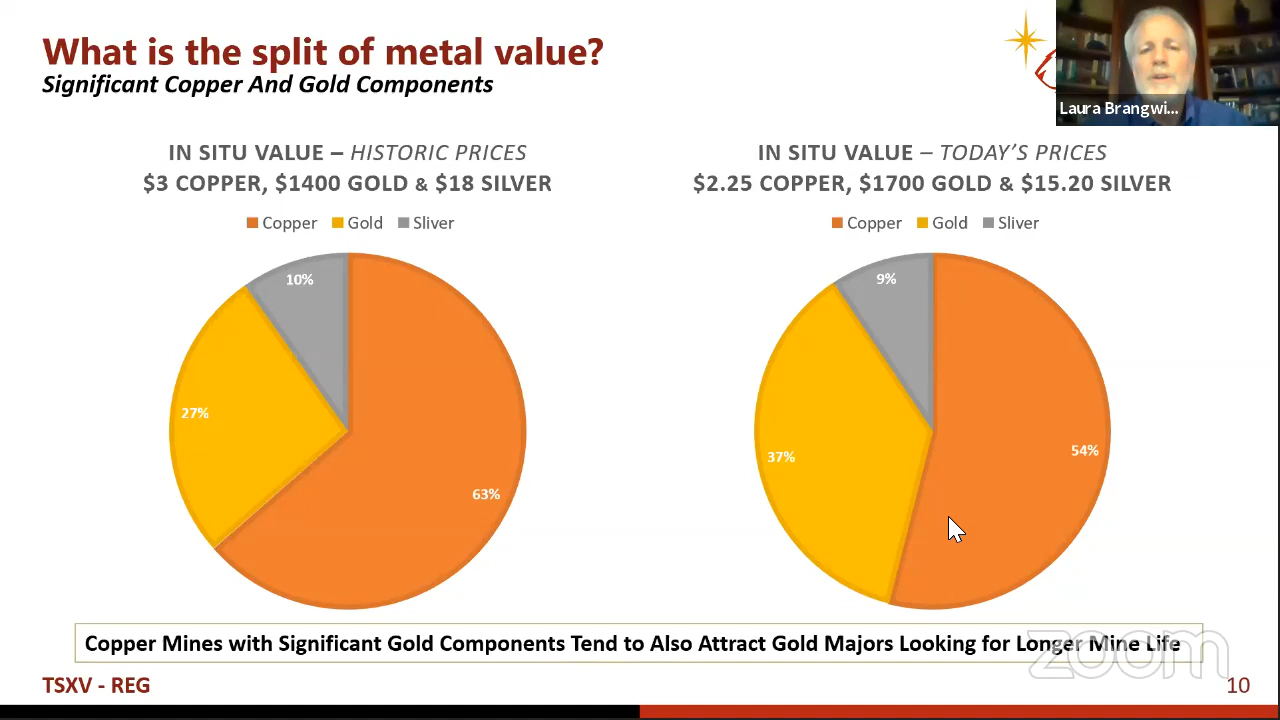 What is the split of metal value?
Significant Copper And Gold Components
Laura Brangwi...
IN SITU VALUE – HISTORIC PRICES
$3 COPPER, $1400 GOLD & $18 SILVER
Copper Gold Sliver
10%
27%
63%
IN SITU VALUE – TODAY'S PRICES
$2.25 COPPER, $1700 GOLD & $15.20 SILVER
Copper Gold Sliver
9%
37%
54%
Copper Mines with Significant Gold Components Tend to Also Attract Gold Majors Looking for Longer Mine Life
zoom
TSXV - REG
10